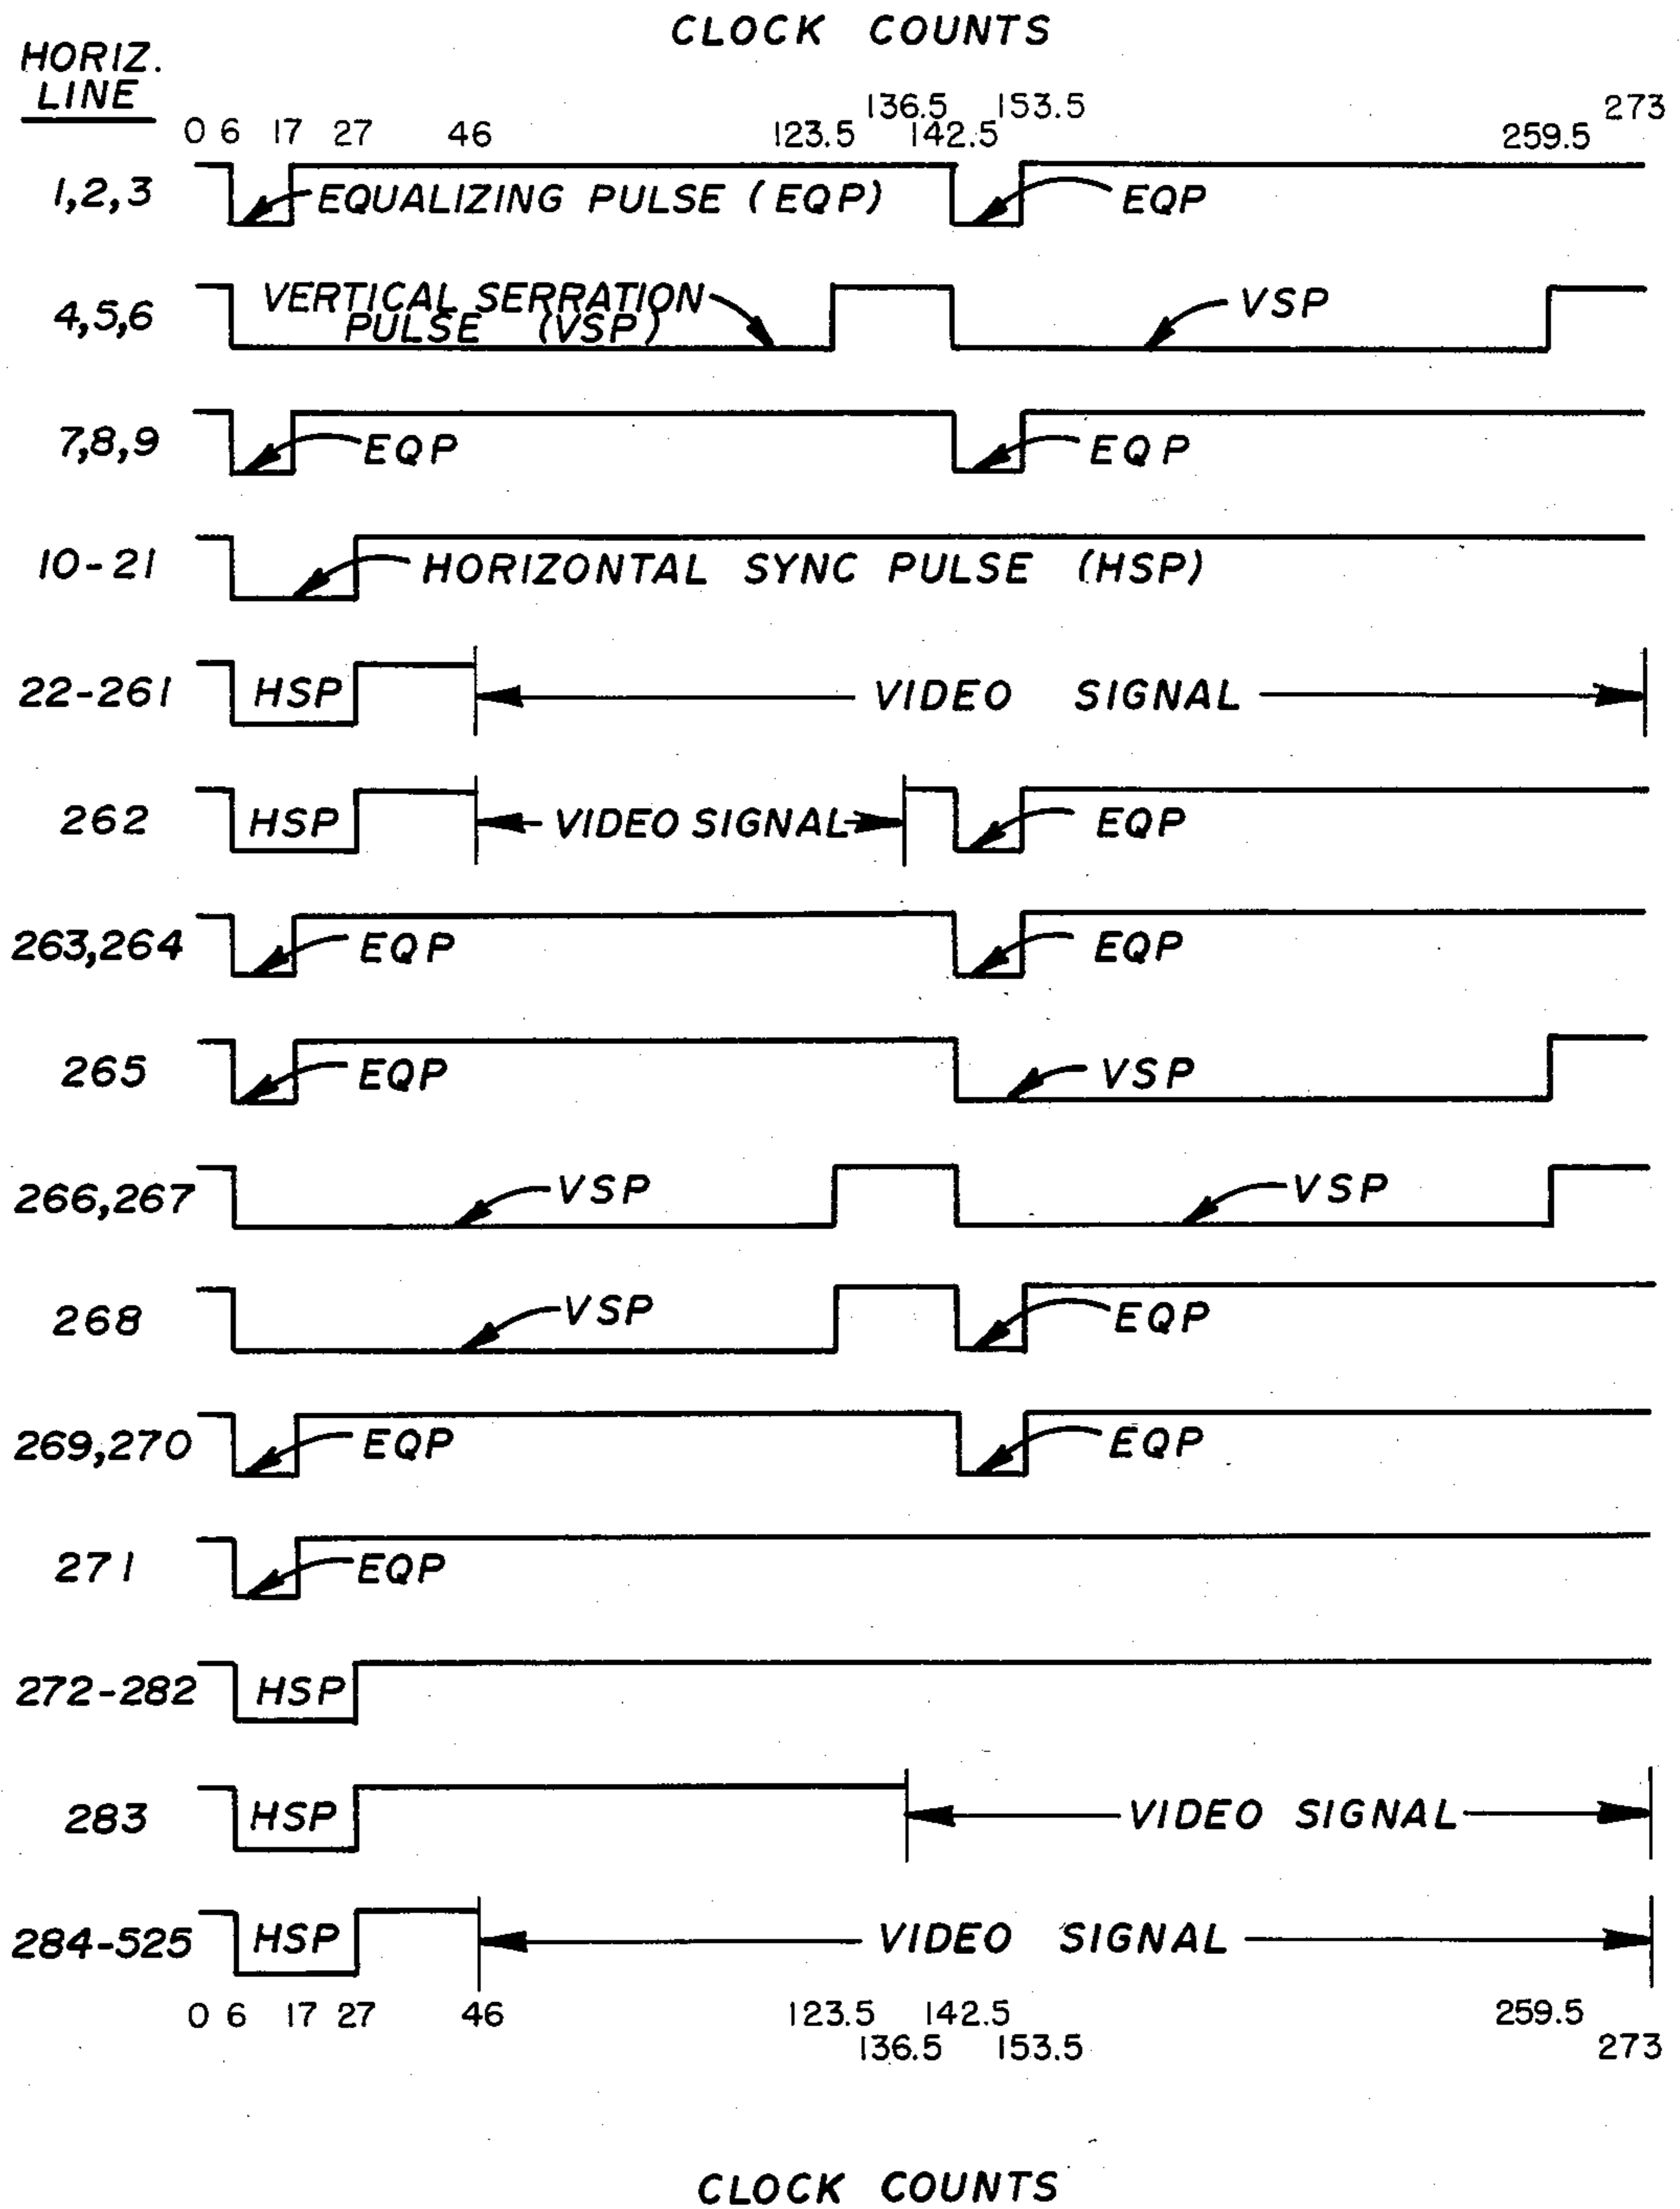 CLOCK COUNTS
HORIZ.
LINE
136.5 153.5 273
0 6 17 27 46 123.5 142.5 259.5
1,2,3 EQUALIZING PULSE (EQP) EQP
4,5,6 VERTICAL SERRATION VSP
PULSE (VSP)
7,8,9 EQP EQP
10-21 HORIZONTAL SYNC PULSE (HSP)
22-261 HSP VIDEO SIGNAL
262 HSP VIDEO SIGNAL EQP
263,264 EQP EQP
265 EQP VSP
266,267 VSP VSP
268 VSP EQP
269,270 EQP EQP
271 EQP
272-282 HSP
283 HSP VIDEO SIGNAL
284-525 HSP VIDEO SIGNAL
0 6 17 27 46 123.5 142.5 259.5
136.5 153.5 273
CLOCK COUNTS